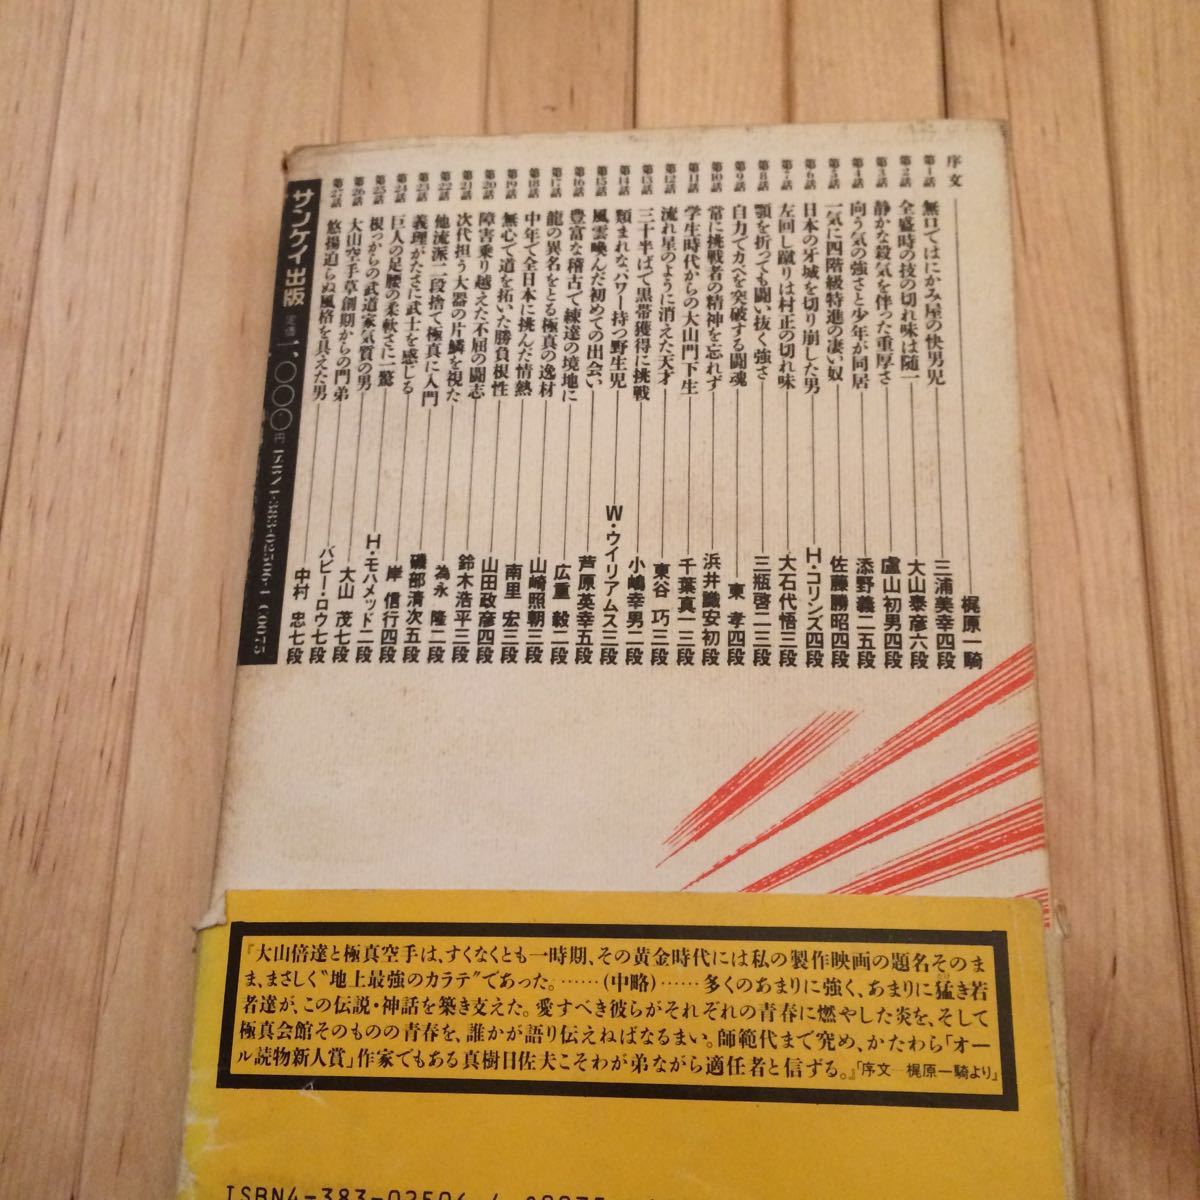 序文 梶原一騎
第1話 無口ではにかみ屋の快男児 三浦美幸四段
第2話 全盛時の技の切れ味は随一 大山泰彦六段
第3話 静かな殺気を伴った重厚さ 盧山初男四段
第4話 向う気の強さと少年が同居 添野義二五段
第5話 一気に四階級特進の凄い奴 佐藤勝昭四段
第6話 日本の牙城を切り崩した男 H・コリンズ四段
第7話 左回し蹴りは村正の切れ味 大石代悟三段
第8話 顎を折っても闘い抜く強さ 三瓶啓二三段
第9話 自力でカベを突破する闘魂 東 孝四段
第10話 常に挑戦者の精神を忘れず 浜井識安初段
第11話 学生時代からの大山門下生 千葉真一三段
第12話 流れ星のように消えた天才 東谷 巧三段
第13話 三十半ばで黒帯獲得に挑戦 小嶋幸男二段
第14話 類まれな、パワー持つ野生児 W・ウイリアムス三段
第15話 風雲喚んだ初めての出会い 芦原英幸五段
第16話 豊富な稽古で練達の境地に 広重 毅二段
第17話 龍の異名をとる極真の逸材 山崎照朝三段
第18話 中年で全日本に挑んだ情熱 南里 宏三段
第19話 無心で道を拓いた勝負根性 山田政彦四段
第20話 障害乗り越えた不屈の闘志 鈴木浩平三段
第21話 次代担う大器の片鱗を視た 為永 隆二段
第22話 他流派二段捨て極真に入門 磯部清次五段
第23話 義理がたさに武士を感じる 岸 信行四段
第24話 巨人の足腰の柔軟さに一驚 H・モハメッド二段
第25話 根っからの武道家気質の男 大山 茂七段
第26話 大山空手草創期からの門弟 バビー・ロウ七段
第27話 悠揚迫らぬ風格を具えた男 中村 忠七段
サンケイ出版 定価一、〇〇〇円
『大山倍達と極真空手は、すくなくとも一時期、その黄金時代には私の製作映画の題名そのま
ま、まさしく〝地上最強のカラテ〟であった。……(中略)……多くのあまりに強く、あまりに猛き若
者達が、この伝説・神話を築き支えた。愛すべき彼らがそれぞれの青春に燃やした炎を、そして
極真会館そのものの青春を、誰かが語り伝えねばなるまい。師範代まで究め、かたわら「オー
ル読物新人賞」作家でもある真樹日佐夫こそわが弟ながら適任者と信ずる。』「序文―梶原一騎より」
ISBN4-383-02506-4